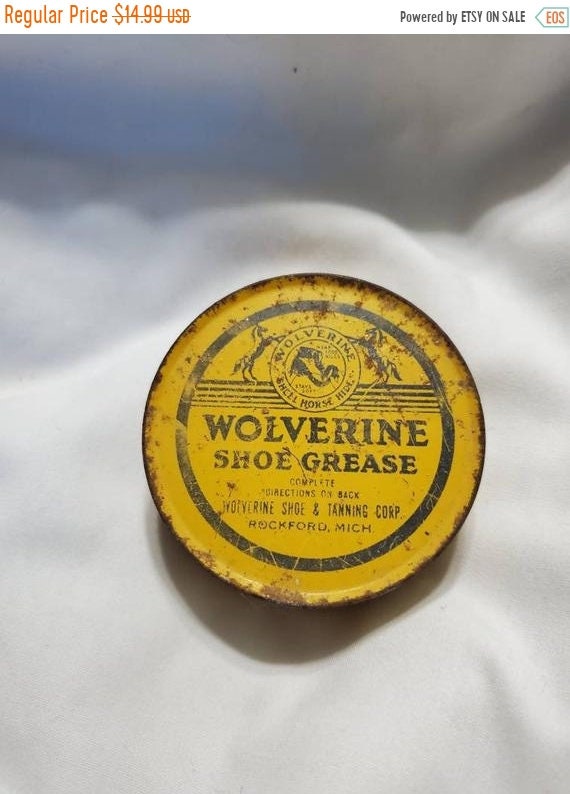 Regular Price $14.99 USD
Powered by ETSY ON SALE EOS
WOLVERINE
SHELL HORSE HIDE
WOLVERINE
SHOE GREASE
COMPLETE
DIRECTIONS ON BACK
WOLVERINE SHOE & TANNING CORP.
ROCKFORD, MICH.